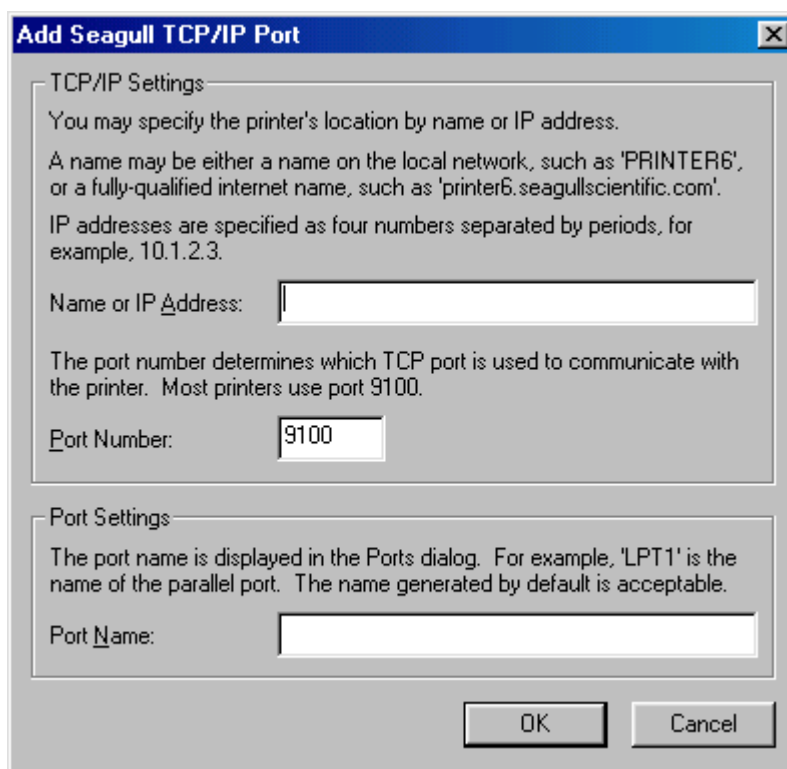 Add Seagull TCP/IP Port
TCP/IP Settings
You may specify the printer's location by name or IP address.
A name may be either a name on the local network, such as 'PRINTER6',
or a fully-qualified internet name, such as 'printer6.seagullscientific.com'.
IP addresses are specified as four numbers separated by periods, for
example, 10.1.2.3.
Name or IP Address:
The port number determines which TCP port is used to communicate with
the printer.  Most printers use port 9100.
Port Number: 9100
Port Settings
The port name is displayed in the Ports dialog.  For example, 'LPT1' is the
name of the parallel port.  The name generated by default is acceptable.
Port Name:
OK Cancel